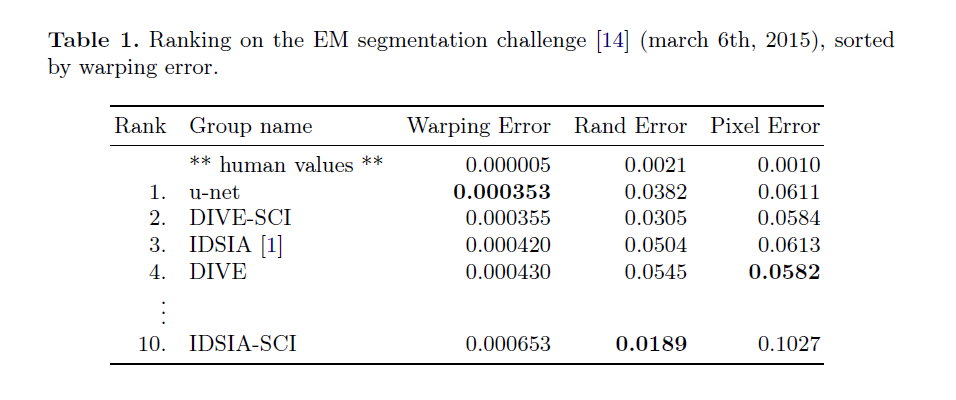 Table 1. Ranking on the EM segmentation challenge [14] (march 6th, 2015), sorted
by warping error.
Rank Group name Warping Error Rand Error Pixel Error
** human values ** 0.000005 0.0021 0.0010
1. u-net 0.000353 0.0382 0.0611
2. DIVE-SCI 0.000355 0.0305 0.0584
3. IDSIA [1] 0.000420 0.0504 0.0613
4. DIVE 0.000430 0.0545 0.0582
⋮
10. IDSIA-SCI 0.000653 0.0189 0.1027